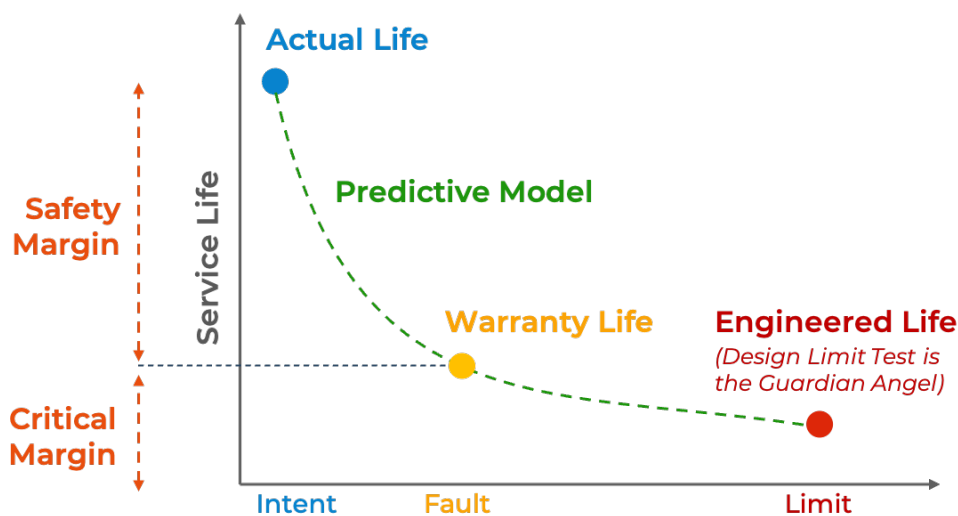 Actual Life
Predictive Model
Safety
Margin
Service Life
Warranty Life
Engineered Life
(Design Limit Test is
the Guardian Angel)
Critical
Margin
Intent
Fault
Limit